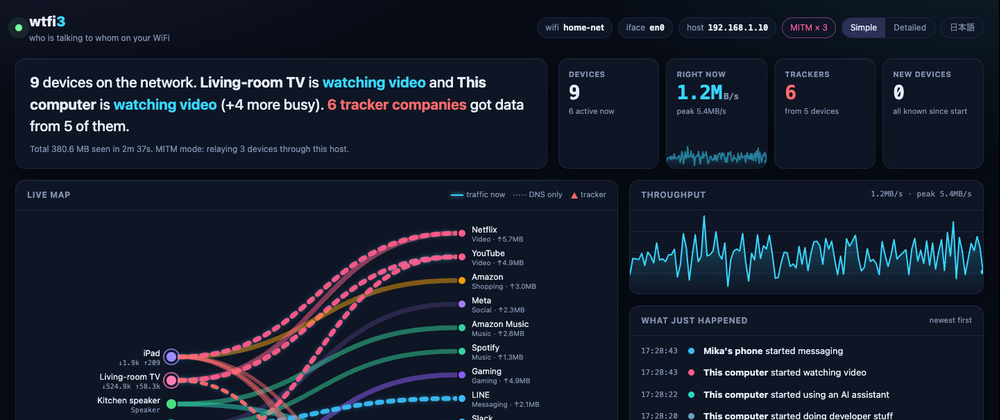 wtfi3
who is talking to whom on your WiFi
wifi home-net
iface en0
host 192.168.1.10
MITM × 3
Simple
Detailed
日本語
9 devices on the network. Living-room TV is watching video and This
computer is watching video (+4 more busy). 6 tracker companies got data
from 5 of them.
Total 380.6 MB seen in 2m 37s. MITM mode: relaying 3 devices through this host.
DEVICES
9
6 active now
RIGHT NOW
1.2MB/s
peak 5.4MB/s
TRACKERS
6
from 5 devices
NEW DEVICES
0
all known since start
LIVE MAP
traffic now
DNS only
tracker
Netflix
Video · ↑5.7MB
YouTube
Video · ↑4.9MB
Amazon
Shopping · ↑3.0MB
Meta
Social · ↑2.3MB
Amazon Music
Music · ↑2.6MB
Spotify
Music · ↑1.3MB
Gaming
Gaming · ↑4.9MB
LINE
Messaging · ↑2.1MB
Slack
iPad
↓1.9k ↑209
Living-room TV
↓524.9k ↑58.3k
Kitchen speaker
Speaker
THROUGHPUT
1.2MB/s · peak 5.4MB/s
WHAT JUST HAPPENED
newest first
17:28:43 Mika's phone started messaging
17:28:43 This computer started watching video
17:28:22 This computer started using an AI assistant
17:28:20 This computer started doing developer stuff